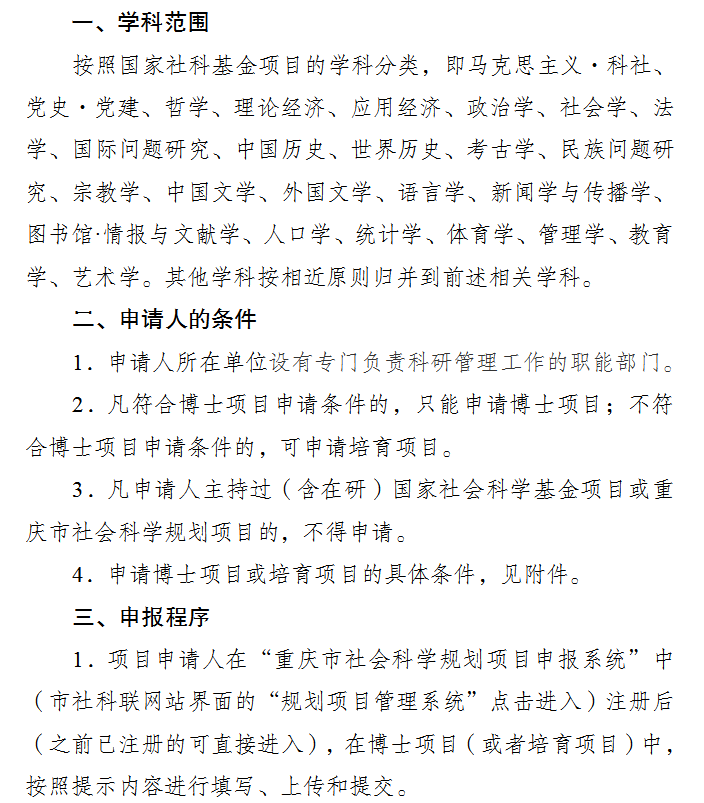 一、学科范围
按照国家社科基金项目的学科分类，即马克思主义·科社、
党史·党建、哲学、理论经济、应用经济、政治学、社会学、法
学、国际问题研究、中国历史、世界历史、考古学、民族问题研
究、宗教学、中国文学、外国文学、语言学、新闻学与传播学、
图书馆·情报与文献学、人口学、统计学、体育学、管理学、教育
学、艺术学。其他学科按相近原则归并到前述相关学科。
二、申请人的条件
1．申请人所在单位设有专门负责科研管理工作的职能部门。
2．凡符合博士项目申请条件的，只能申请博士项目；不符
合博士项目申请条件的，可申请培育项目。
3．凡申请人主持过（含在研）国家社会科学基金项目或重
庆市社会科学规划项目的，不得申请。
4．申请博士项目或培育项目的具体条件，见附件。
三、申报程序
1．项目申请人在“重庆市社会科学规划项目申报系统”中
（市社科联网站界面的“规划项目管理系统”点击进入）注册后
（之前已注册的可直接进入），在博士项目（或者培育项目）中，
按照提示内容进行填写、上传和提交。